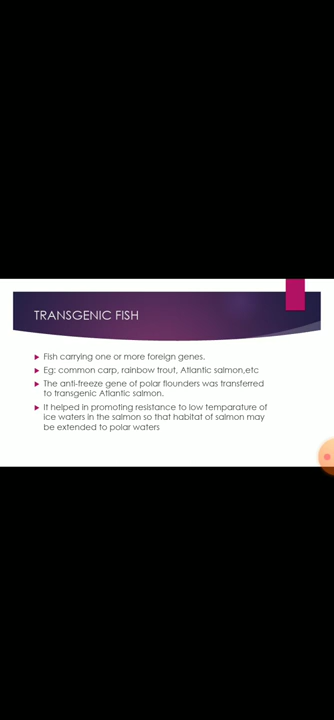 TRANSGENIC FISH
Fish carrying one or more foreign genes.
Eg: common carp, rainbow trout, Atlantic salmon,etc
The anti-freeze gene of polar flounders was transferred
to transgenic Atlantic salmon.
It helped in promoting resistance to low temparature of
ice waters in the salmon so that habitat of salmon may
be extended to polar waters